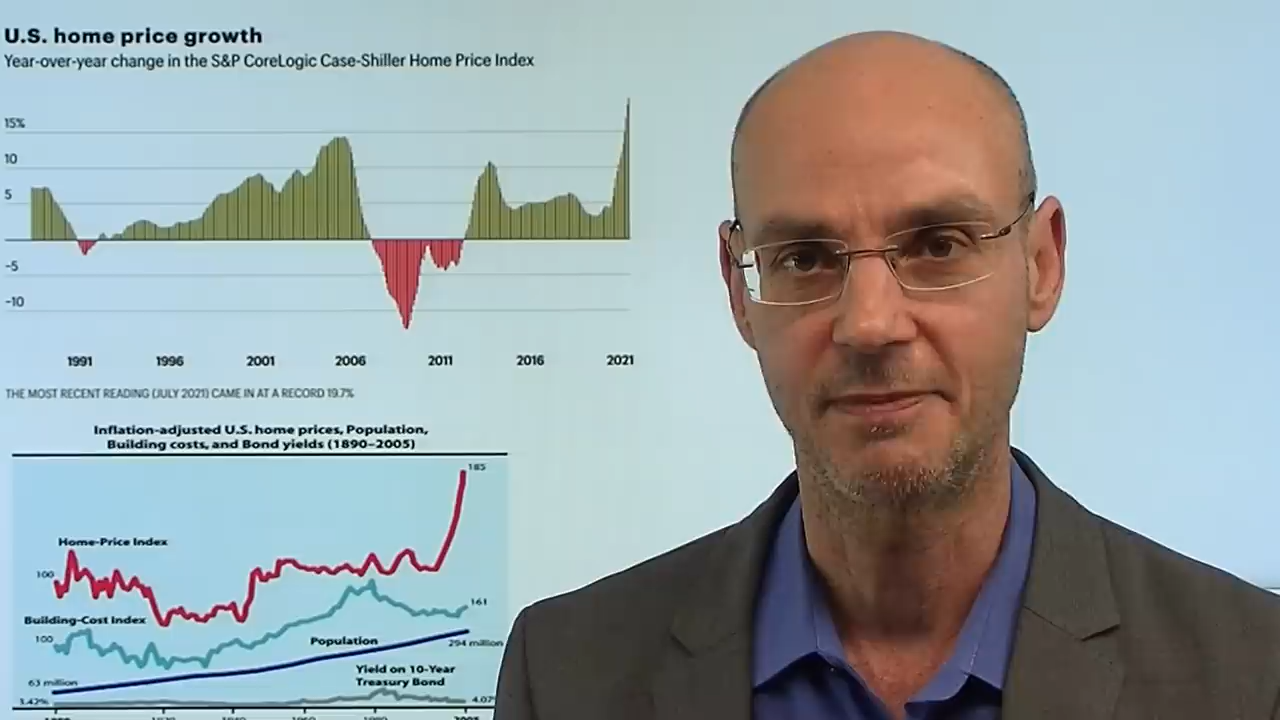 U.S. home price growth
Year-over-year change in the S&P CoreLogic Case-Shiller Home Price Index
15%
10
5
-5
-10
1991 1996 2001 2006 2011 2016 2021
THE MOST RECENT READING (JULY 2021) CAME IN AT A RECORD 19.7%
Inflation-adjusted U.S. home prices, Population,
Building costs, and Bond yields (1890–2005)
185
Home-Price Index
100
161
Building-Cost Index
100
Population
294 million
Yield on 10-Year
Treasury Bond
63 million
3.42%
4.07
2005